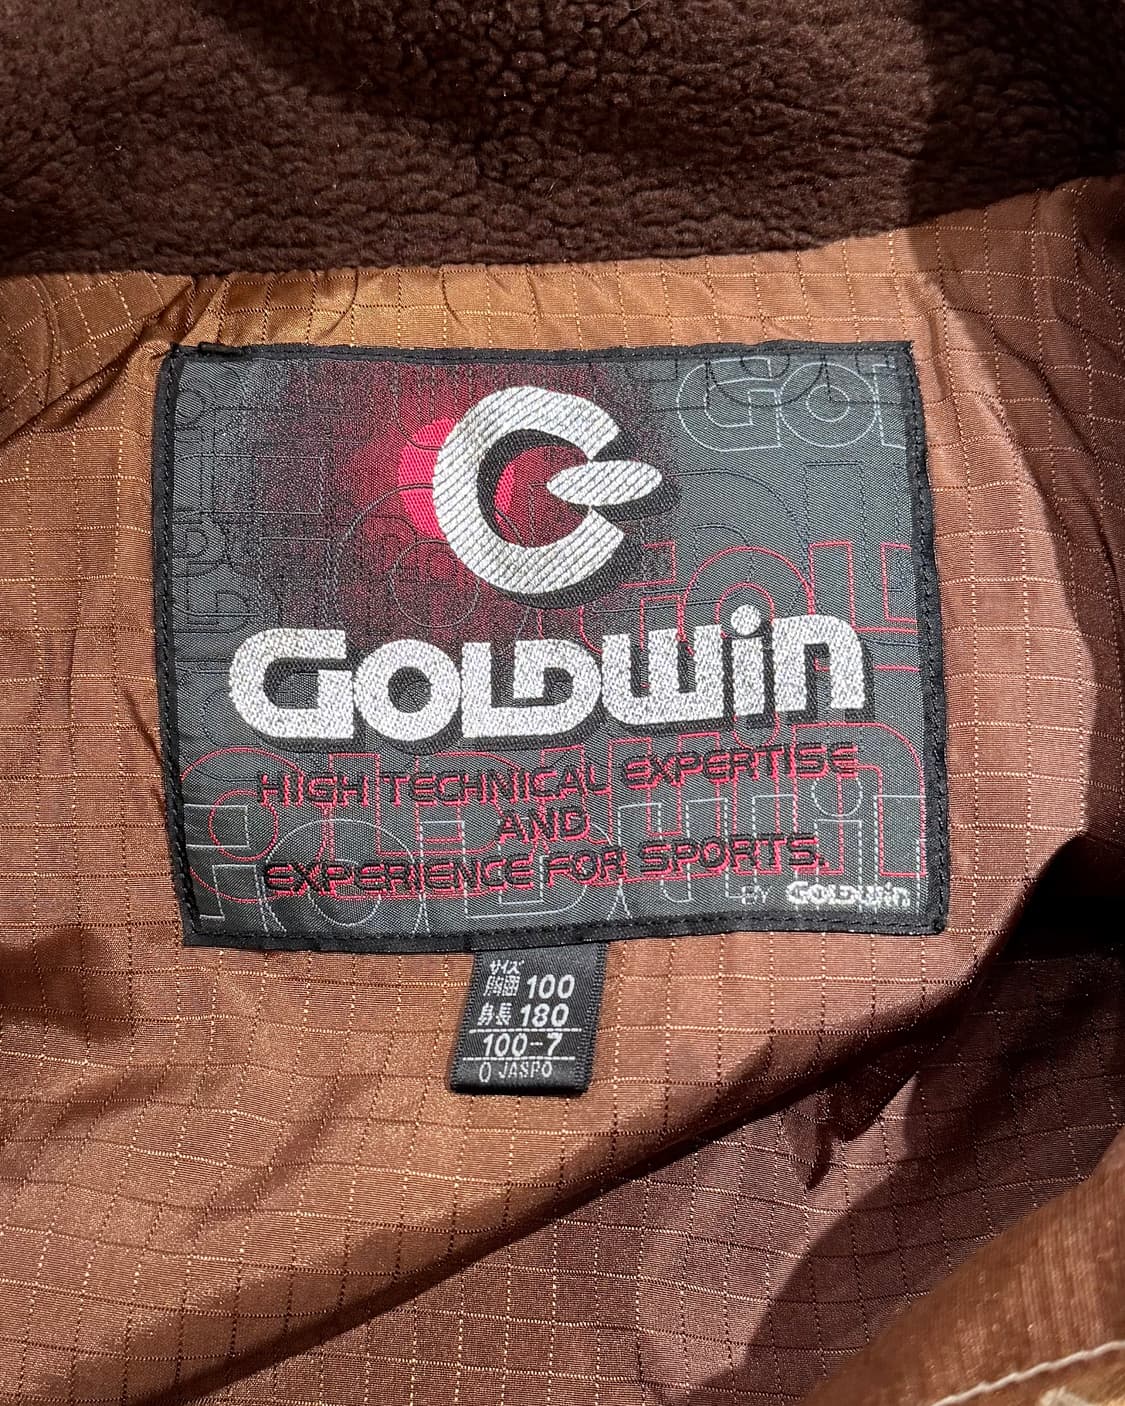 GOLDWin
HIGH TECHNICAL EXPERTISE
AND
EXPERIENCE FOR SPORTS.
BY GOLDWin
サイズ
胸囲 100
身長 180
100-7
JASPO